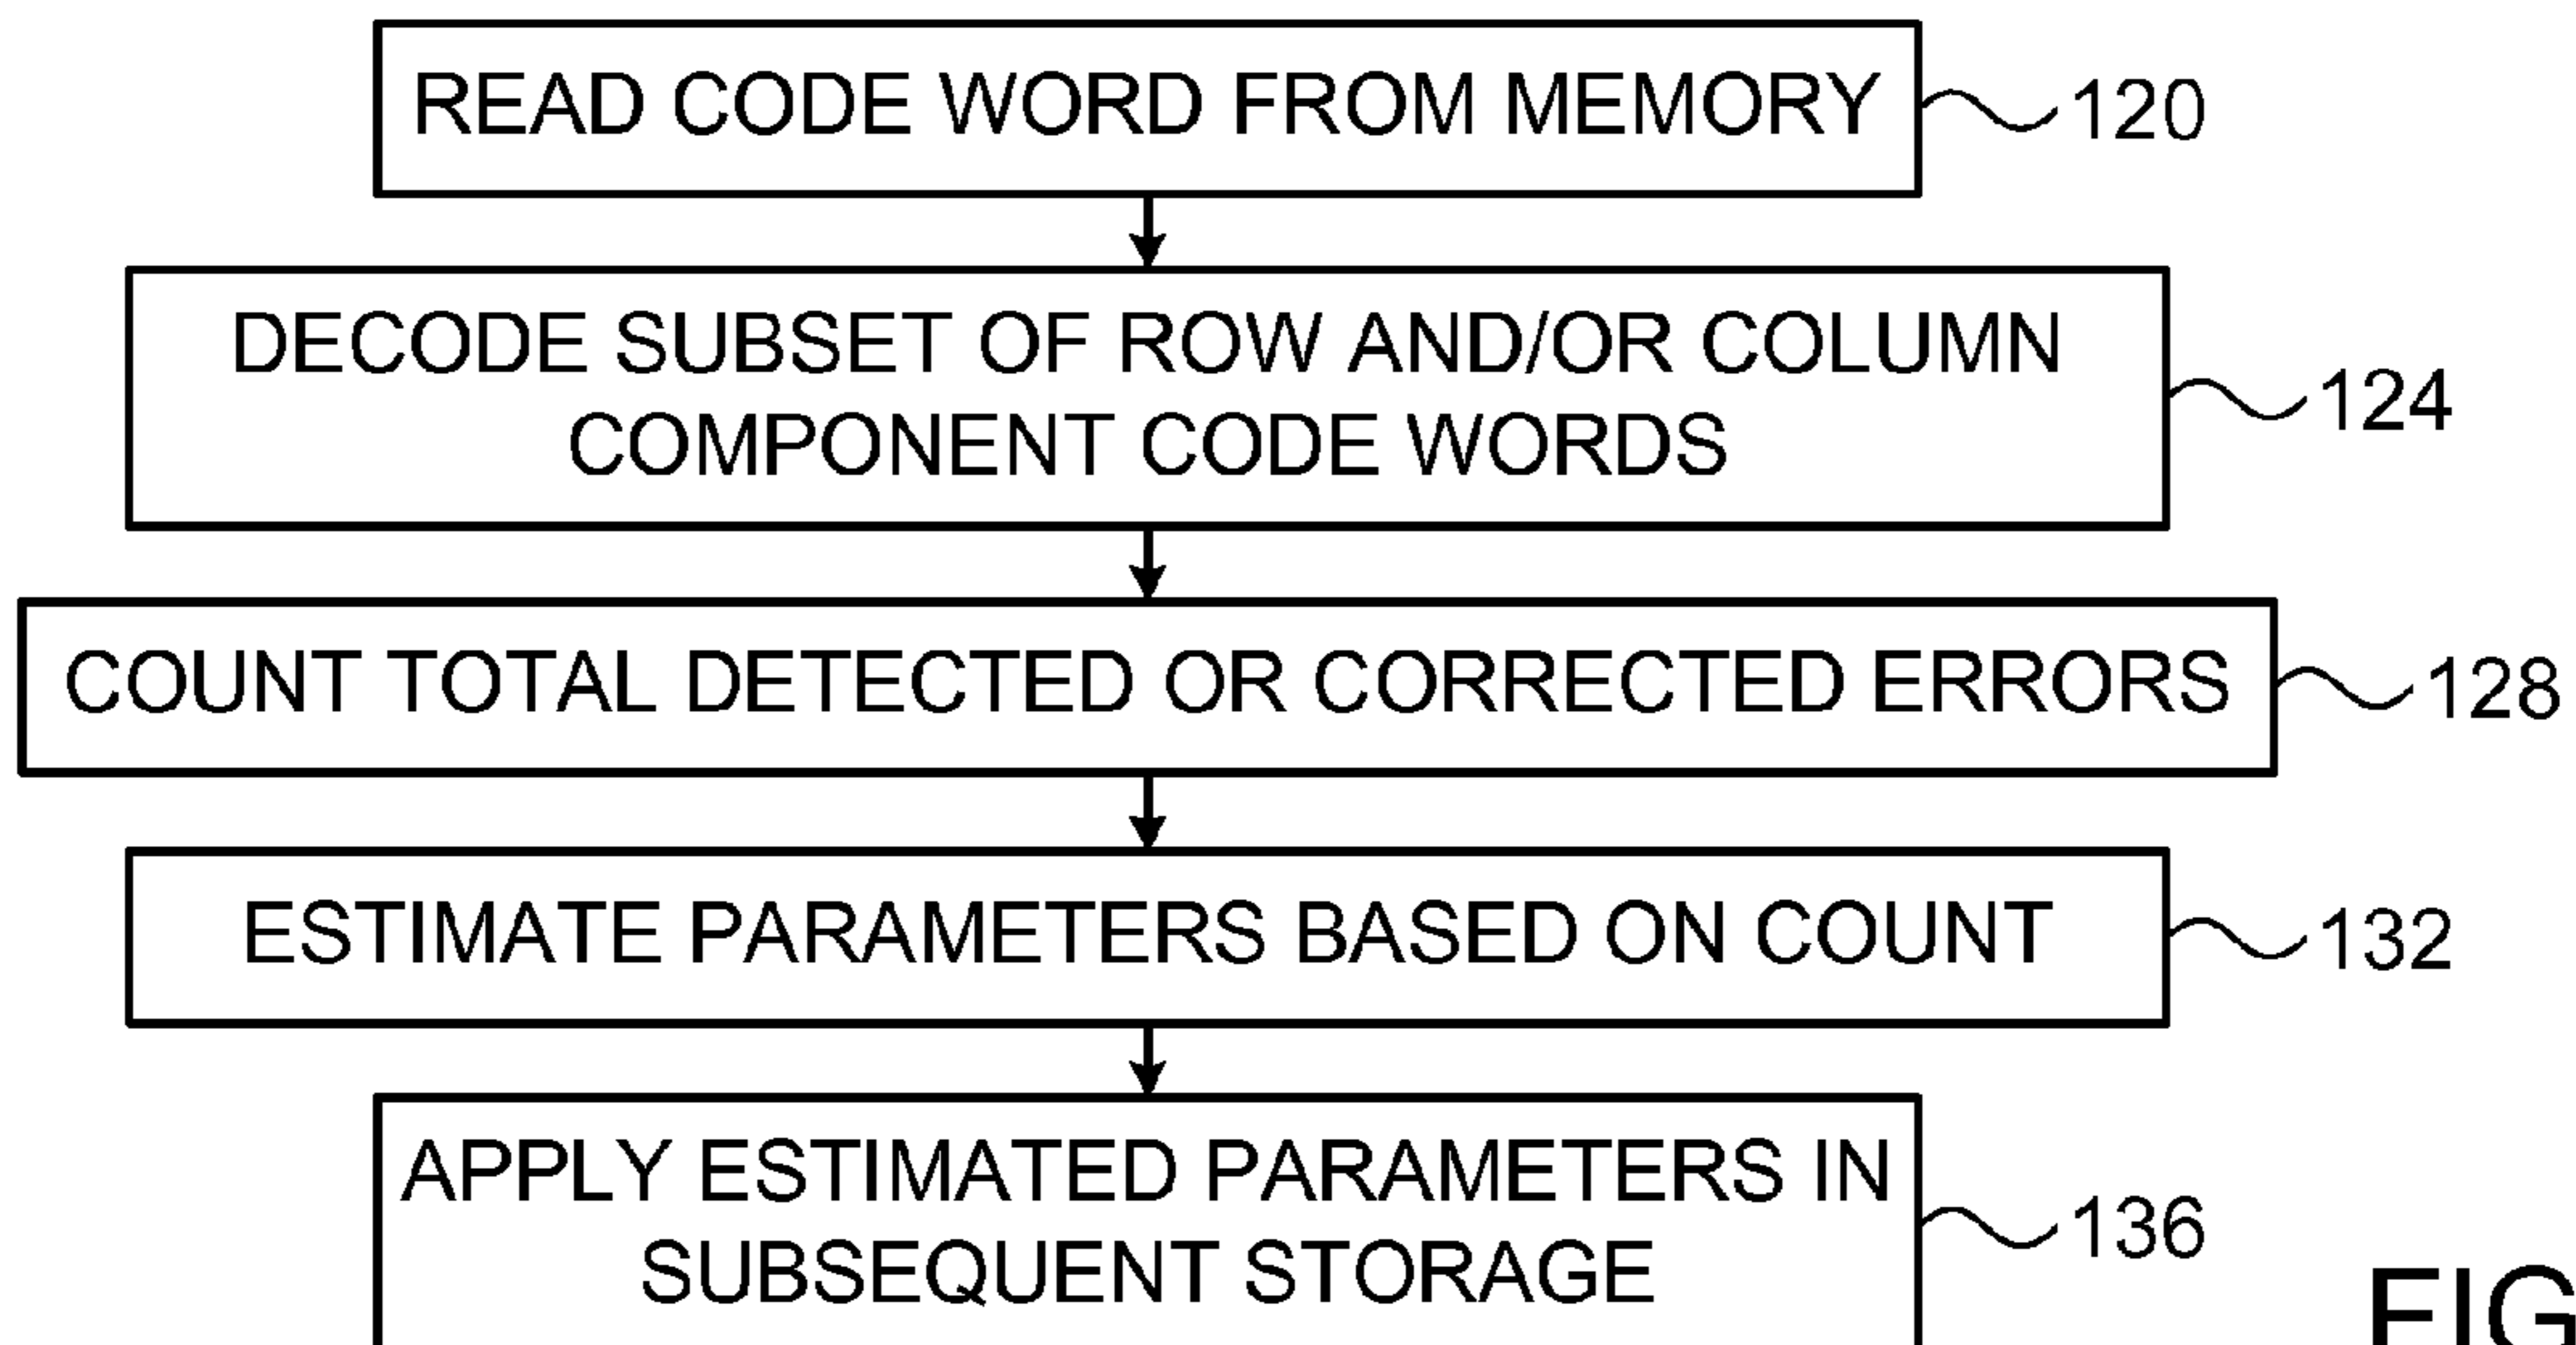 READ CODE WORD FROM MEMORY
120
DECODE SUBSET OF ROW AND/OR COLUMN
COMPONENT CODE WORDS
124
COUNT TOTAL DETECTED OR CORRECTED ERRORS
128
ESTIMATE PARAMETERS BASED ON COUNT
132
APPLY ESTIMATED PARAMETERS IN
SUBSEQUENT STORAGE
136
FIG